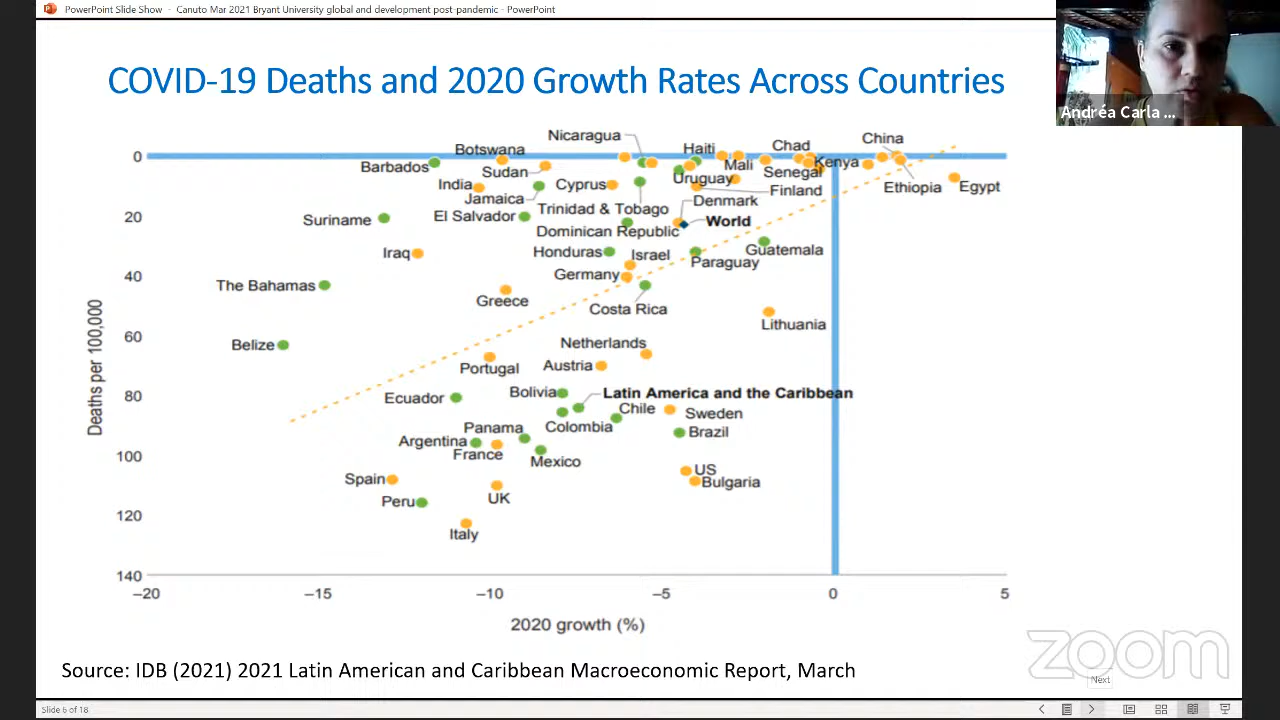 PowerPoint Slide Show - Canuto Mar 2021 Bryant University global and development post-pandemic - PowerPoint
COVID-19 Deaths and 2020 Growth Rates Across Countries
Andréa Carla ...
Nicaragua
China
Botswana
Haiti
Chad
Barbados
Sudan
Mali
Kenya
Senegal
India
Cyprus
Uruguay
Finland
Ethiopia
Egypt
Jamaica
Denmark
Trinidad & Tobago
Suriname
El Salvador
World
Dominican Republic
Iraq
Honduras
Israel
Guatemala
Paraguay
Germany
The Bahamas
Greece
Costa Rica
Lithuania
Belize
Netherlands
Portugal
Austria
Ecuador
Bolivia
Latin America and the Caribbean
Chile
Sweden
Panama
Colombia
Brazil
Argentina
France
Mexico
US
Spain
Bulgaria
Peru
UK
Italy
0
20
40
60
80
100
120
140
Deaths per 100,000
−20
−15
−10
−5
0
5
2020 growth (%)
Source: IDB (2021) 2021 Latin American and Caribbean Macroeconomic Report, March
zoom
Next
Slide 6 of 18